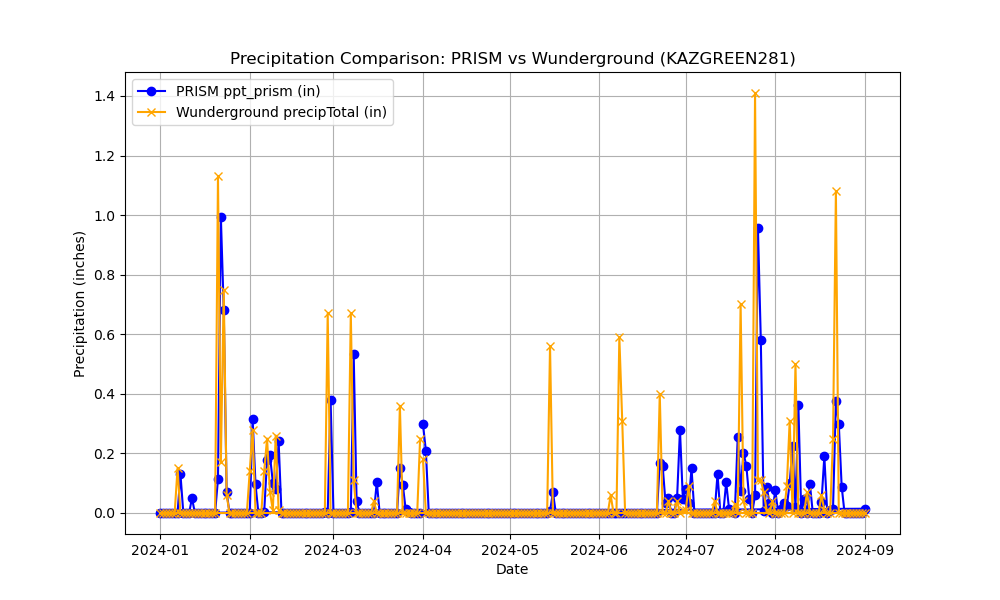 Precipitation Comparison: PRISM vs Wunderground (KAZGREEN281)
PRISM ppt_prism (in)
Wunderground precipTotal (in)
Precipitation (inches)
1.4
1.2
1.0
0.8
0.6
0.4
0.2
0.0
2024-01 2024-02 2024-03 2024-04 2024-05 2024-06 2024-07 2024-08 2024-09
Date